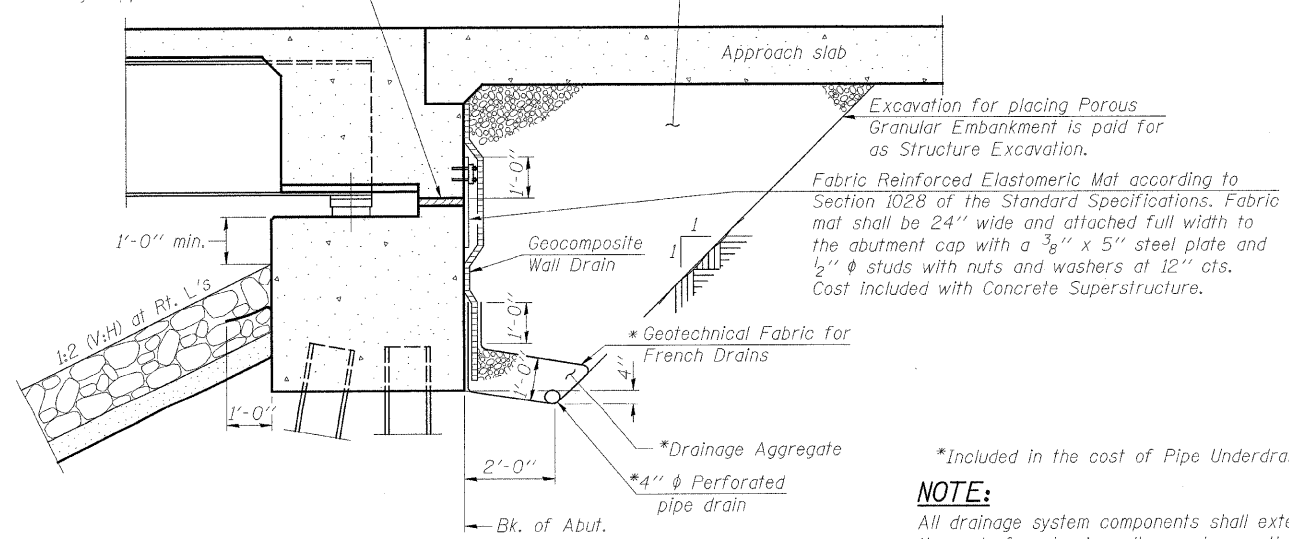 Approach slab
Excavation for placing Porous
Granular Embankment is paid for
as Structure Excavation.
Fabric Reinforced Elastomeric Mat according to
Section 1028 of the Standard Specifications. Fabric
mat shall be 24" wide and attached full width to
the abutment cap with a 3/8" x 5" steel plate and
1/2" ϕ studs with nuts and washers at 12" cts.
Cost included with Concrete Superstructure.
1'-0"
1'-0" min.
Geocomposite
Wall Drain
1
1
1:2 (V:H) at Rt. L's
1'-0"
* Geotechnical Fabric for
French Drains
1'-0"
4"
1'-0"
*Drainage Aggregate
2'-0"
*4" ϕ Perforated
pipe drain
Bk. of Abut.
*Included in the cost of Pipe Underdra
NOTE:
All drainage system components shall exte